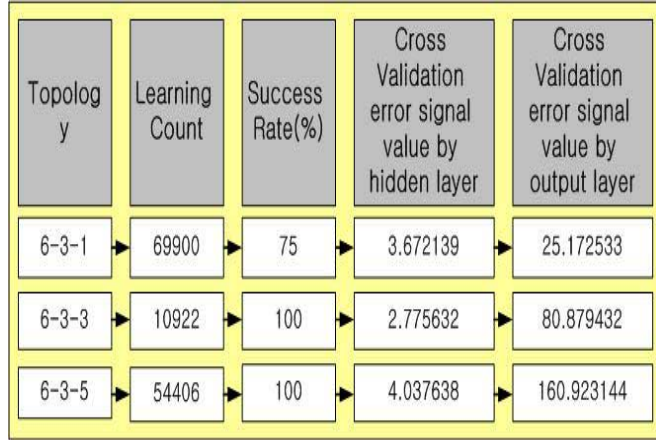 Topolog
y
Learning
Count
Success
Rate(%)
Cross
Validation
error signal
value by
hidden layer
Cross
Validation
error signal
value by
output layer
6-3-1 69900 75 3.672139 25.172533
6-3-3 10922 100 2.775632 80.879432
6-3-5 54406 100 4.037638 160.923144